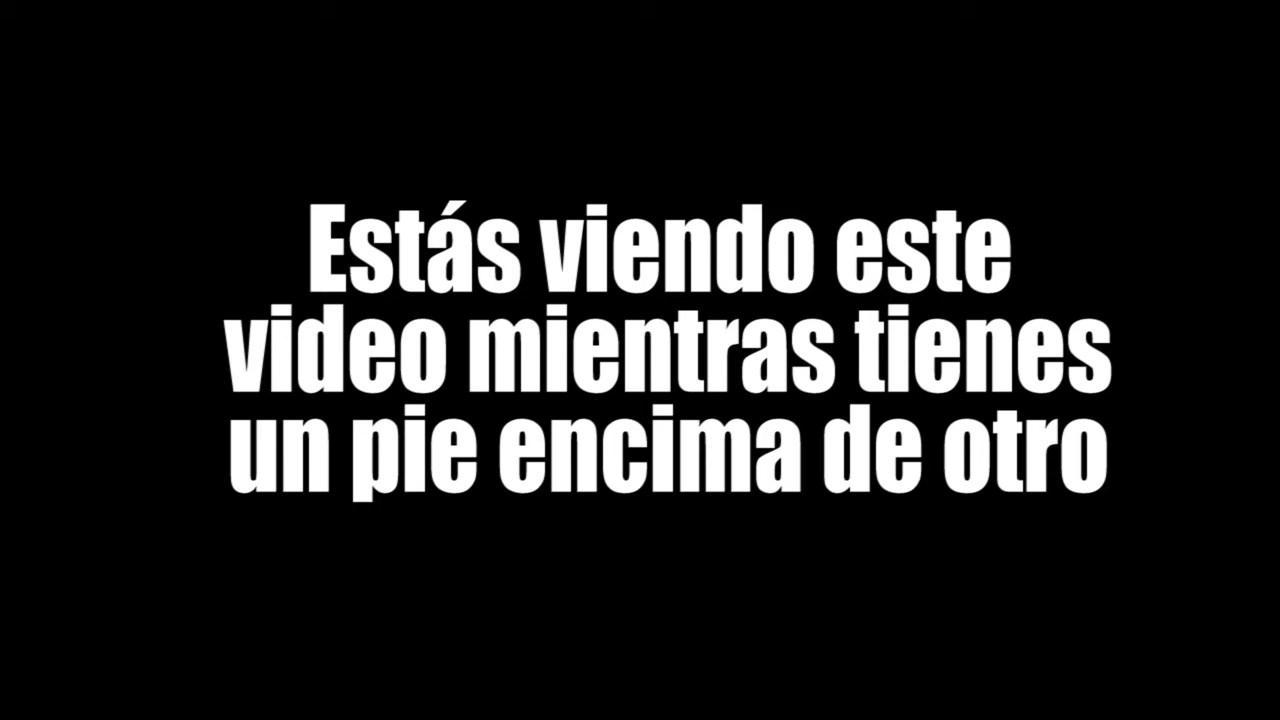 Estás viendo este
video mientras tienes
un pie encima de otro